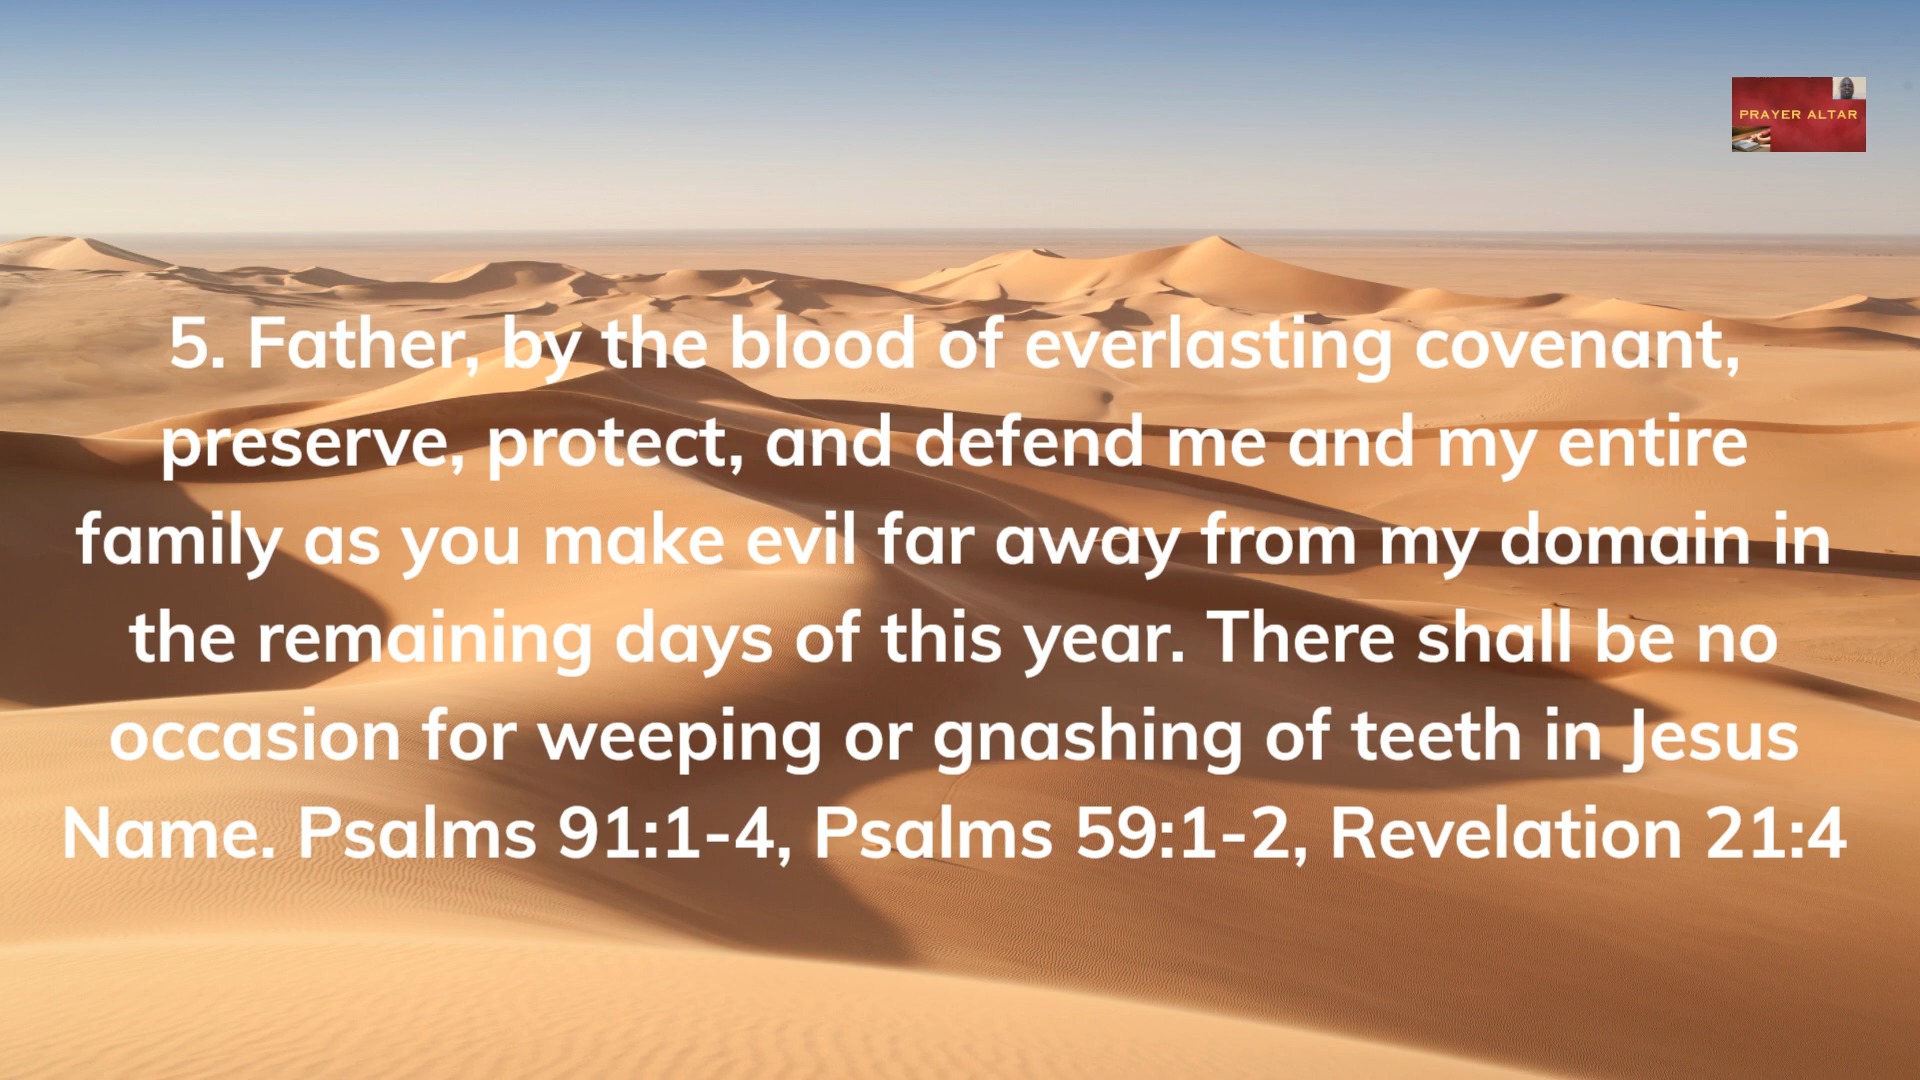 PRAYER ALTAR
5. Father, by the blood of everlasting covenant,
preserve, protect, and defend me and my entire
family as you make evil far away from my domain in
the remaining days of this year. There shall be no
occasion for weeping or gnashing of teeth in Jesus
Name. Psalms 91:1-4, Psalms 59:1-2, Revelation 21:4